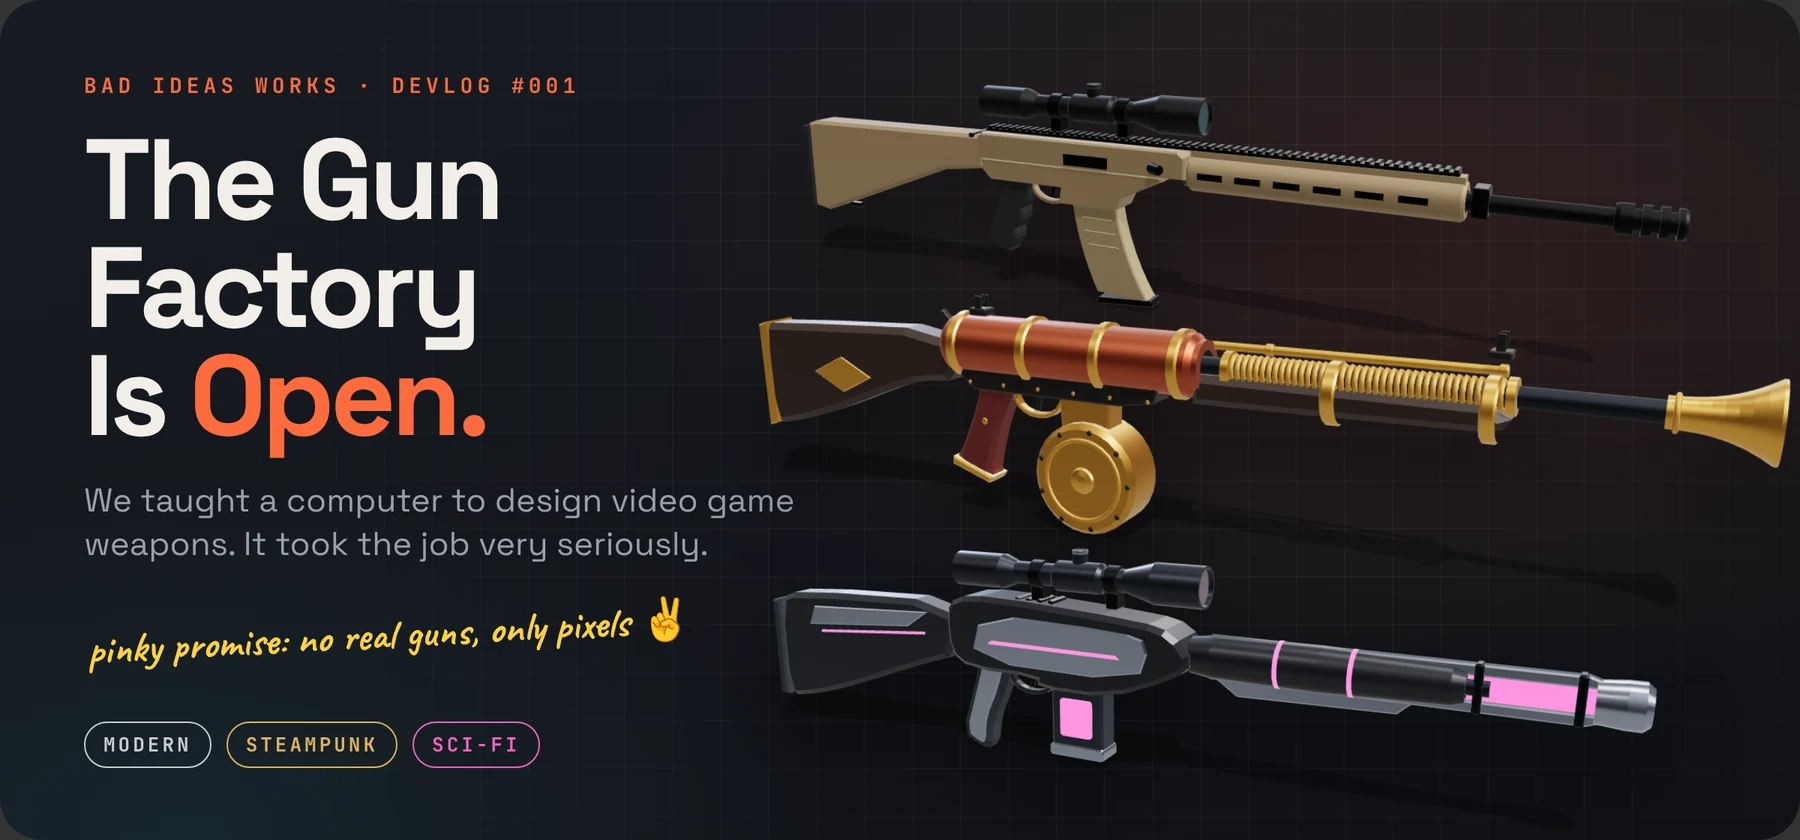 BAD IDEAS WORKS · DEVLOG #001
The Gun
Factory
Is Open.
We taught a computer to design video game
weapons. It took the job very seriously.
pinky promise: no real guns, only pixels ✌️
MODERN
STEAMPUNK
SCI-FI